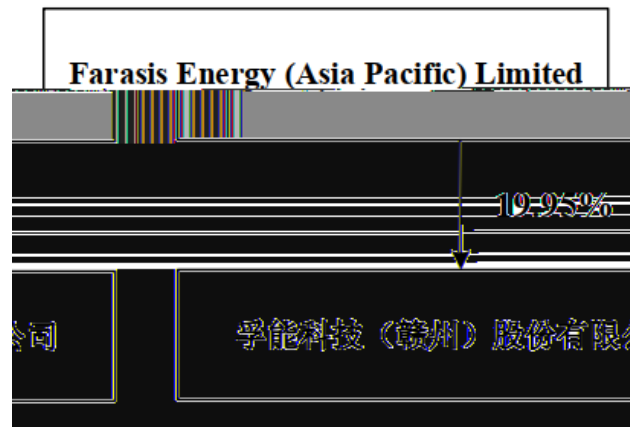 Farasis Energy (Asia Pacific) Limited
19.95%
公司
孚能科技（赣州）股份有限